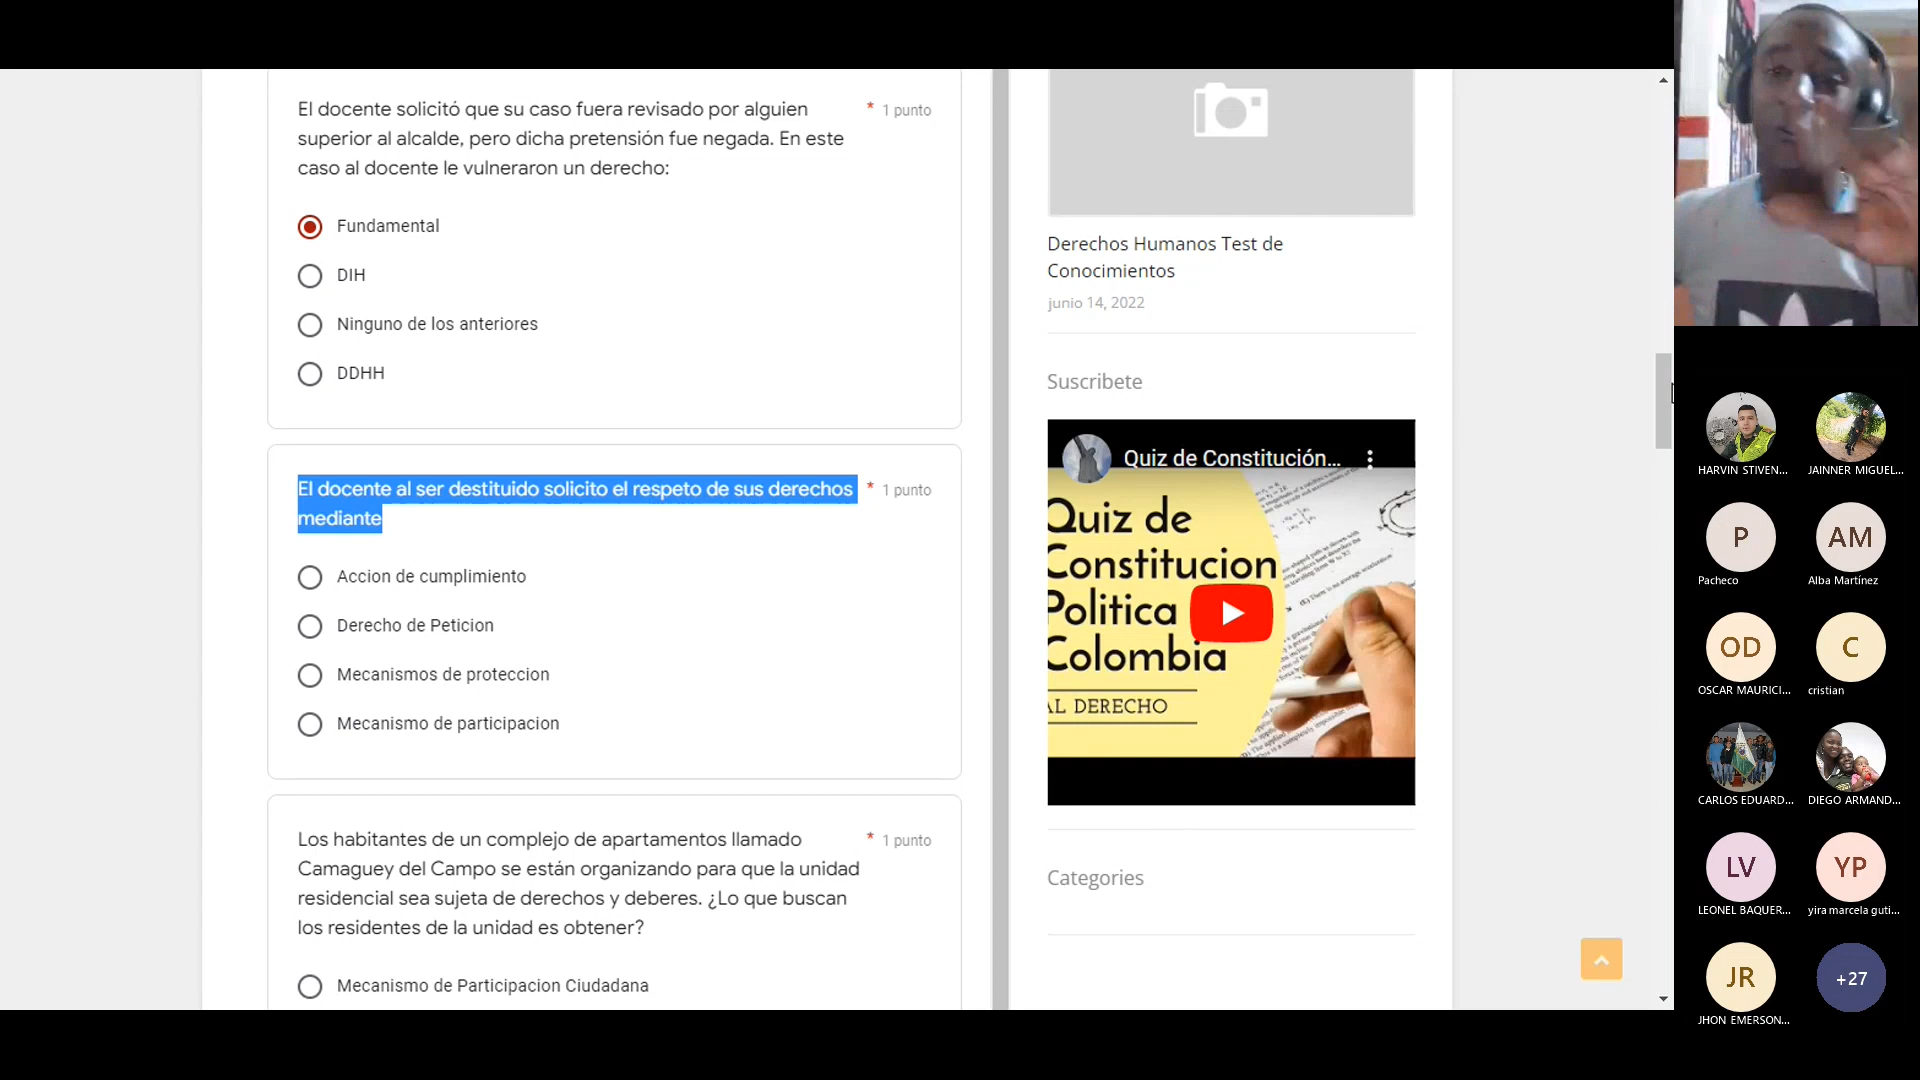 El docente solicitó que su caso fuera revisado por alguien
superior al alcalde, pero dicha pretensión fue negada. En este
caso al docente le vulneraron un derecho:
* 1 punto
Fundamental
DIH
Ninguno de los anteriores
DDHH
El docente al ser destituido solicito el respeto de sus derechos
mediante
* 1 punto
Accion de cumplimiento
Derecho de Peticion
Mecanismos de proteccion
Mecanismo de participacion
Los habitantes de un complejo de apartamentos llamado
Camaguey del Campo se están organizando para que la unidad
residencial sea sujeta de derechos y deberes. ¿Lo que buscan
los residentes de la unidad es obtener?
* 1 punto
Mecanismo de Participacion Ciudadana
Derechos Humanos Test de
Conocimientos
junio 14, 2022
Suscribete
Quiz de Constitución...
Quiz de
Constitucion
Politica
Colombia
AL DERECHO
Categories
HARVIN STIVEN...
JAINNER MIGUEL...
P
Pacheco
AM
Alba Martínez
OD
OSCAR MAURICI...
C
cristian
CARLOS EDUARD...
DIEGO ARMAND...
LV
LEONEL BAQUER...
YP
yira marcela guti...
JR
JHON EMERSON...
+27